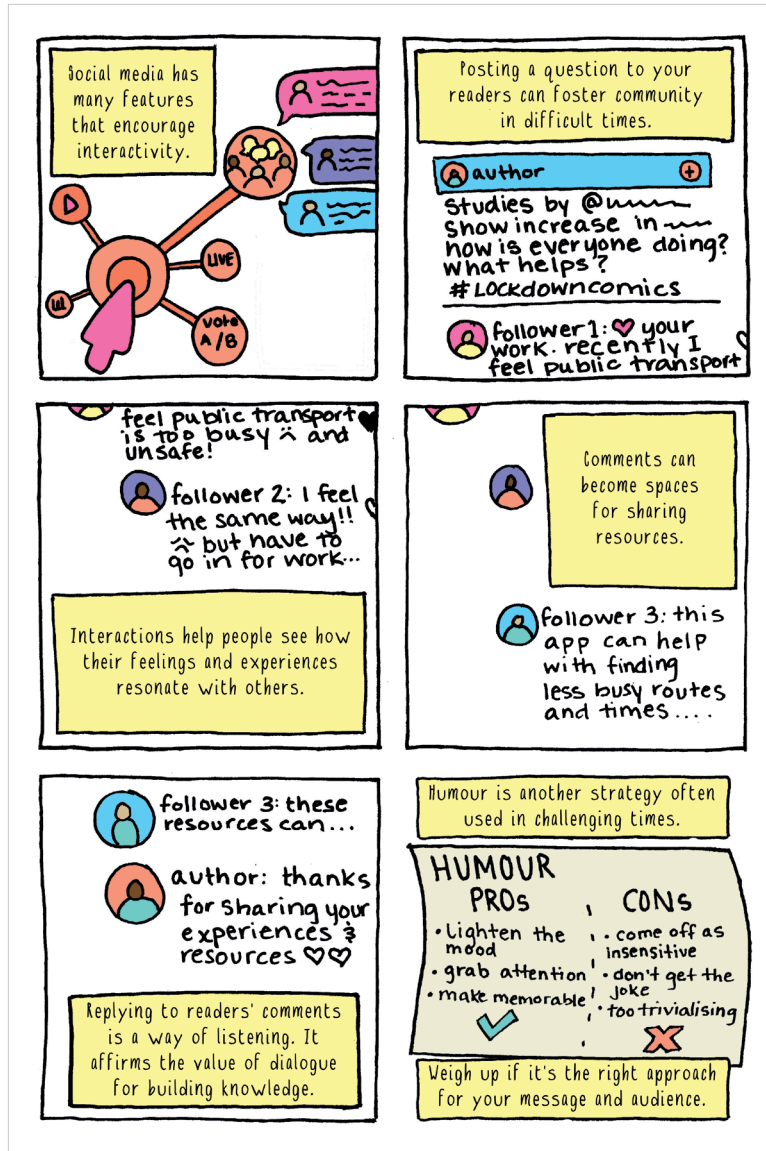 Social media has
many features
that encourage
interactivity.
LIVE
Vote
A/B
Posting a question to your
readers can foster community
in difficult times.
author
+
studies by @
show increase in
how is everyone doing?
what helps?
#LOCKdowncomics
follower 1: ♡ your
work. recently I
feel public transport
feel public transport
is too busy and
unsafe!
follower 2: I feel
the same way!!
but have to
go in for work...
Interactions help people see how
their feelings and experiences
resonate with others.
Comments can
become spaces
for sharing
resources.
follower 3: this
app can help
with finding
less busy routes
and times....
follower 3: these
resources can...
author: thanks
for sharing your
experiences &
resources ♡♡
Replying to readers' comments
is a way of listening. It
affirms the value of dialogue
for building knowledge.
Humour is another strategy often
used in challenging times.
HUMOUR
PROS
• Lighten the
mood
• grab attention
• make memorable
CONS
• come off as
insensitive
• don't get the
joke
• too trivialising
Weigh up if it's the right approach
for your message and audience.